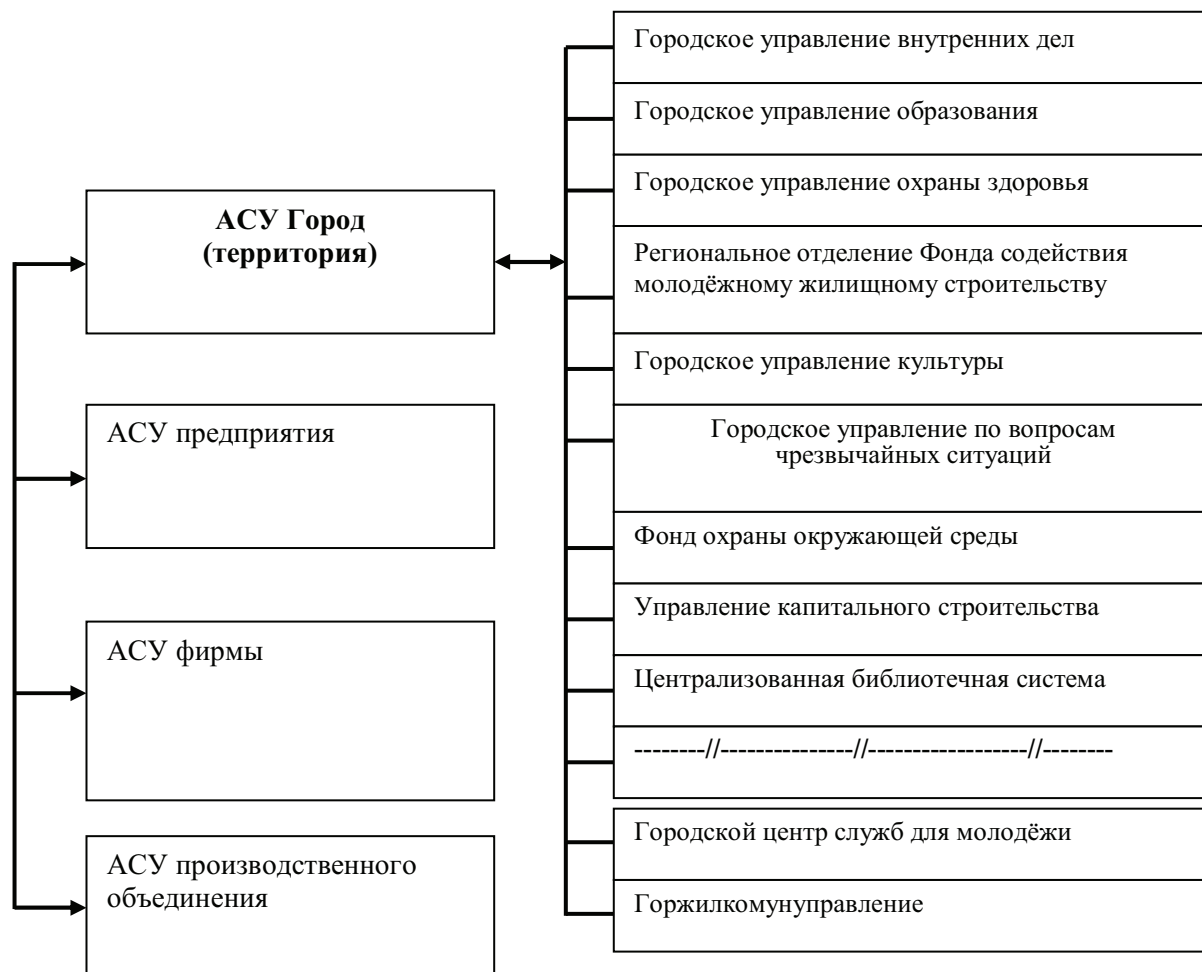 АСУ Город
(территория)
АСУ предприятия
АСУ фирмы
АСУ производственного
объединения
Городское управление внутренних дел
Городское управление образования
Городское управление охраны здоровья
Региональное отделение Фонда содействия
молодёжному жилищному строительству
Городское управление культуры
Городское управление по вопросам
чрезвычайных ситуаций
Фонд охраны окружающей среды
Управление капитального строительства
Централизованная библиотечная система
--------//---------------//------------------//--------
Городской центр служб для молодёжи
Горжилкомунуправление